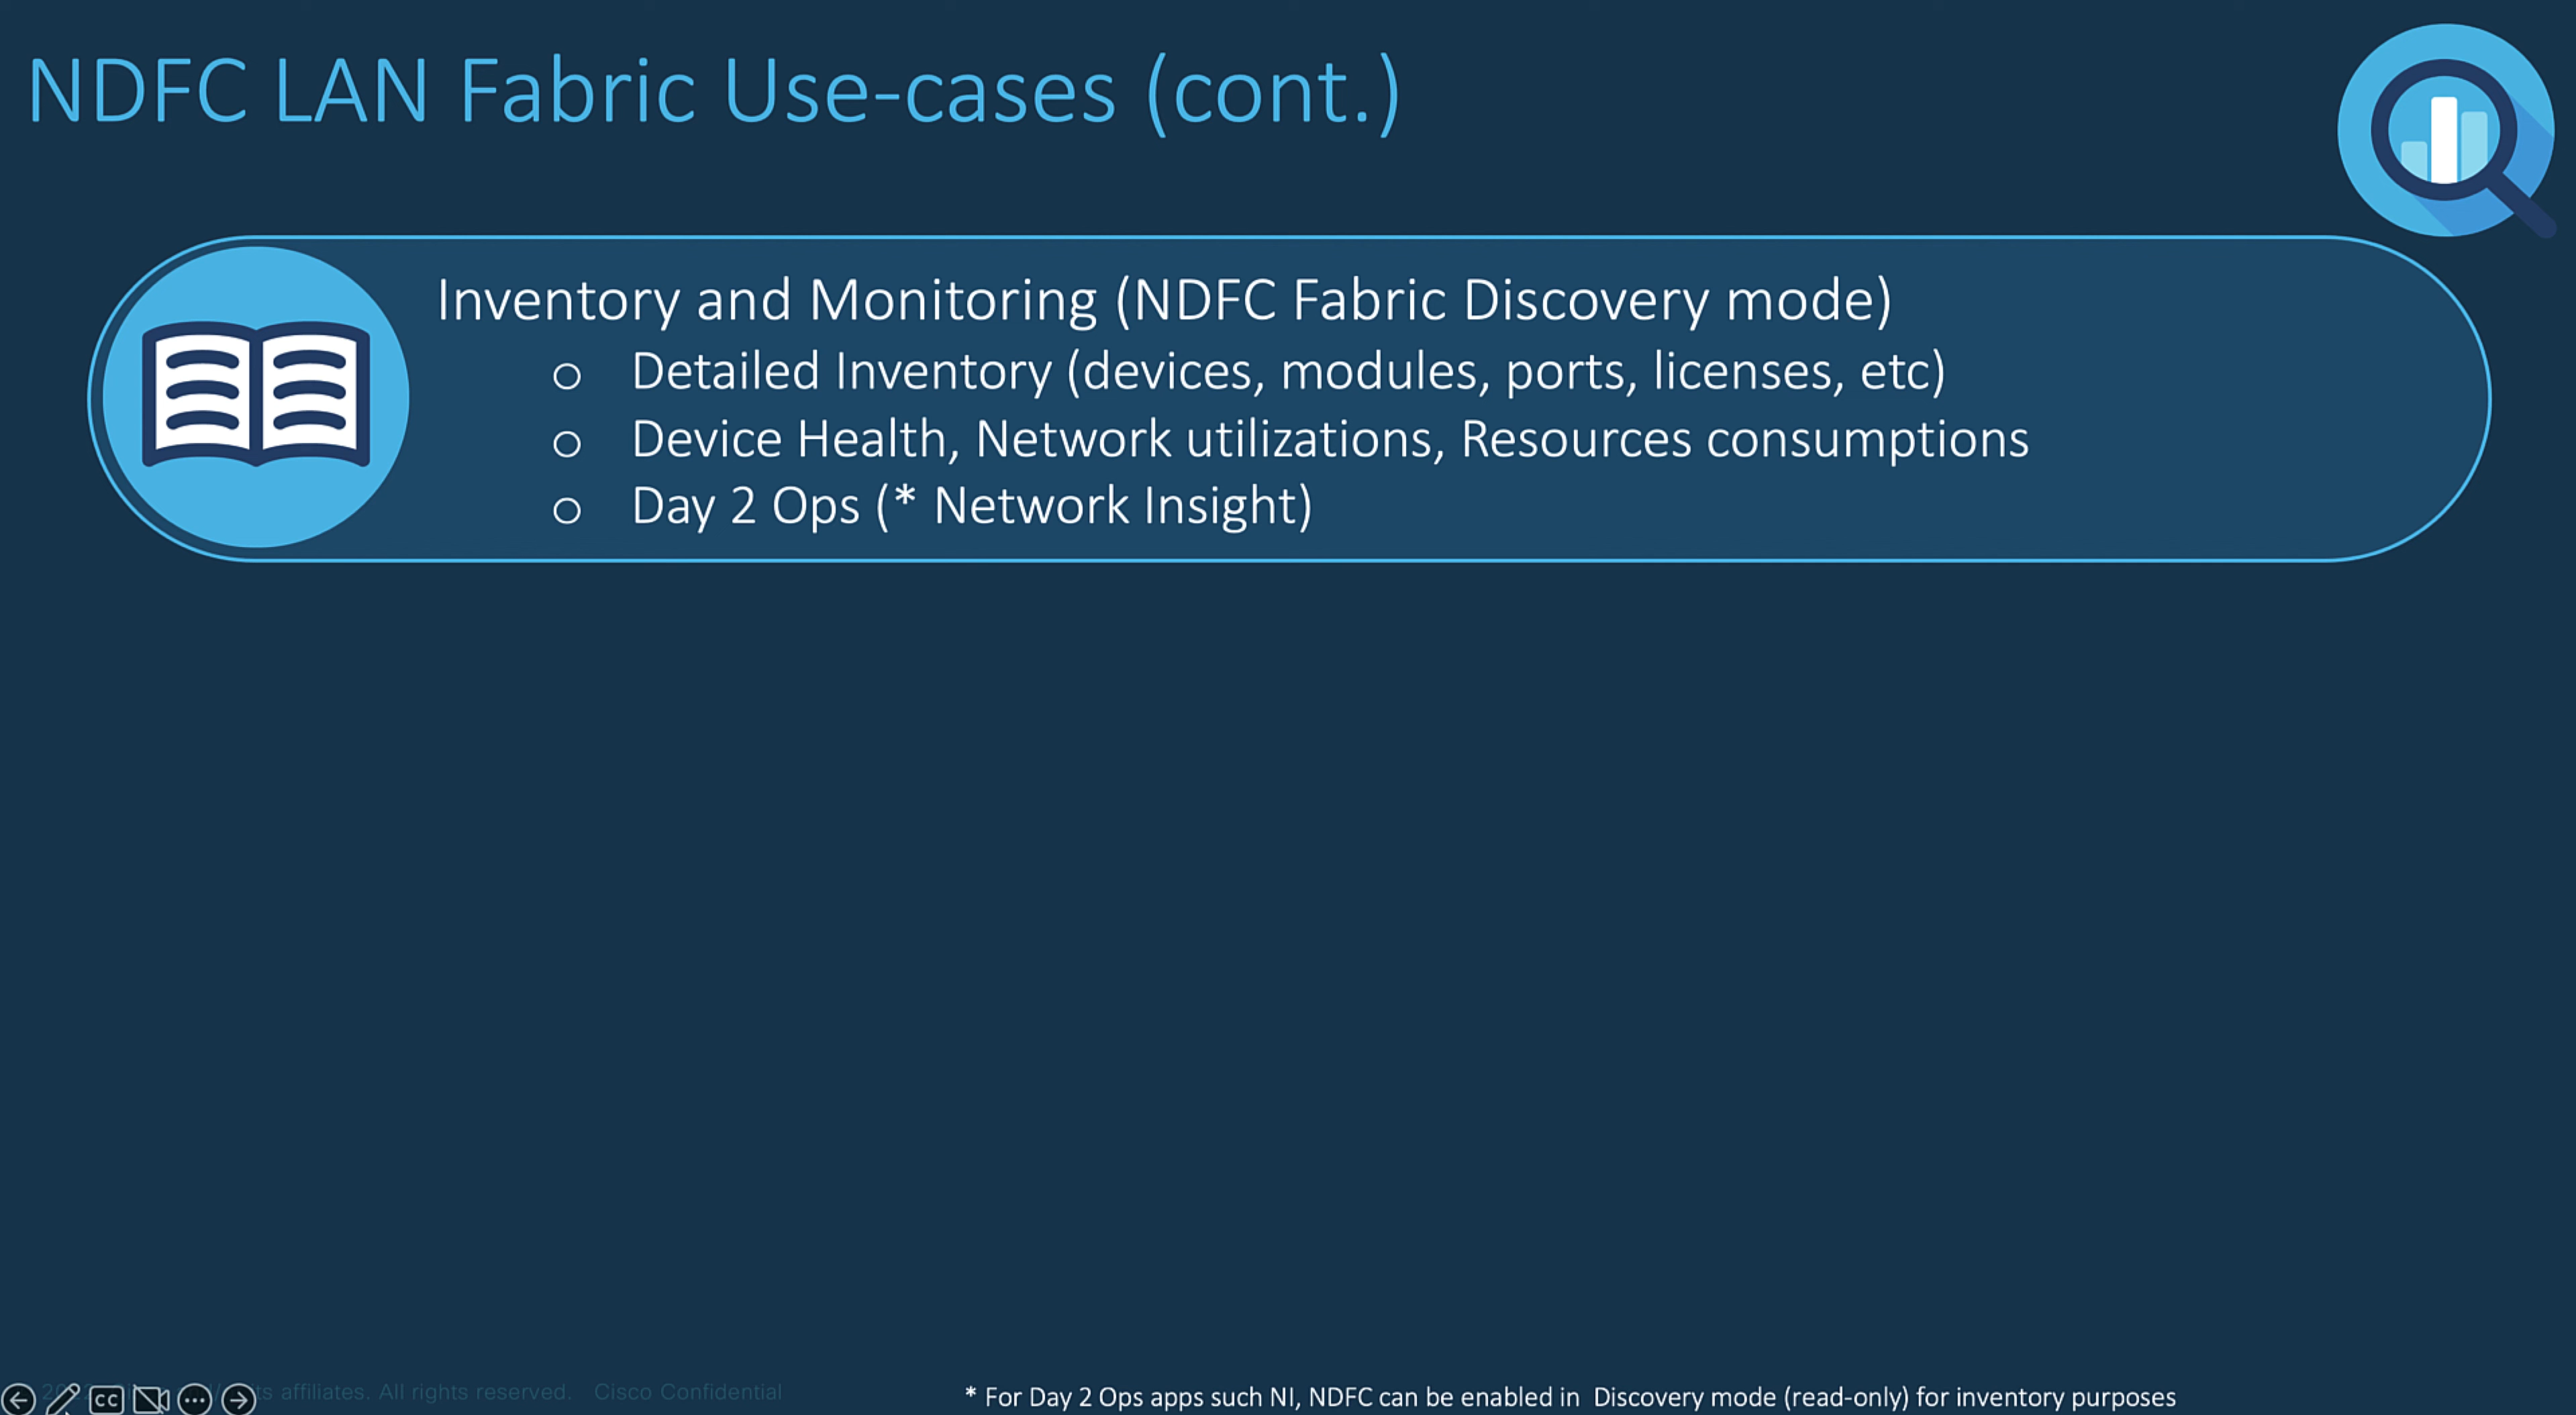 NDFC LAN Fabric Use-cases (cont.)
Inventory and Monitoring (NDFC Fabric Discovery mode)
Detailed Inventory (devices, modules, ports, licenses, etc)
Device Health, Network utilizations, Resources consumptions
Day 2 Ops (* Network Insight)
affiliates. All rights reserved. Cisco Confidential
CC
* For Day 2 Ops apps such NI, NDFC can be enabled in Discovery mode (read-only) for inventory purposes